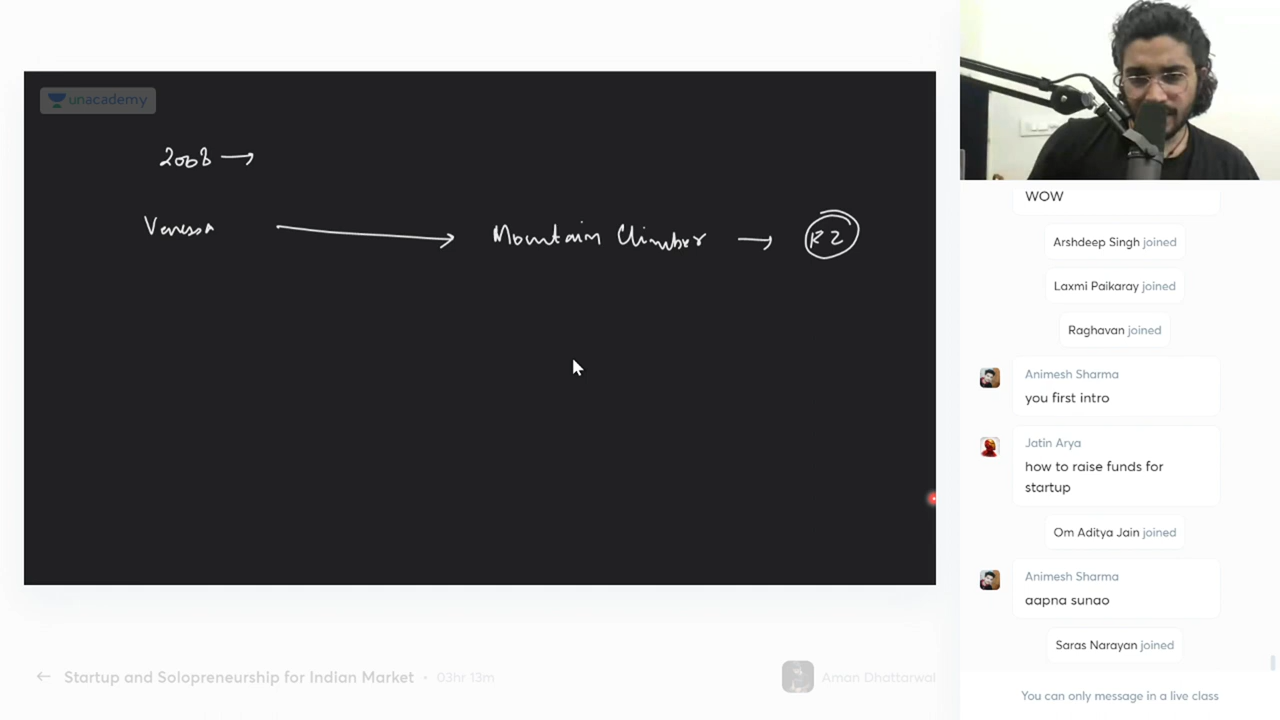 unacademy
2008 →
Vanessa → Mountain Climber → K2
WOW
Arshdeep Singh joined
Laxmi Paikaray joined
Raghavan joined
Animesh Sharma
you first intro
Jatin Arya
how to raise funds for
startup
Om Aditya Jain joined
Animesh Sharma
aapna sunao
Saras Narayan joined
You can only message in a live class
← Startup and Solopreneurship for Indian Market • 03hr 13m
Aman Dhattarwal